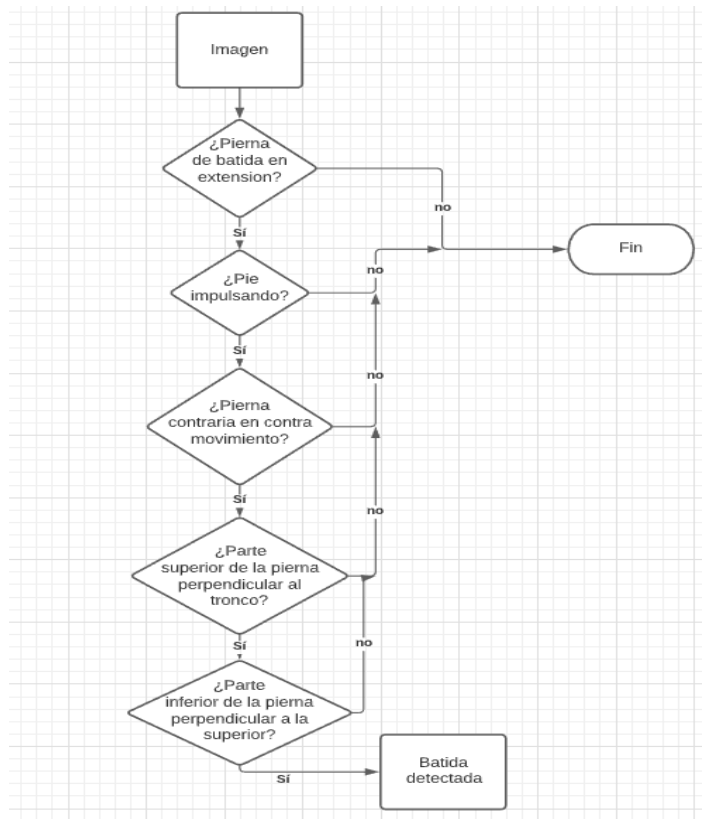 Imagen
¿Pierna
de batida en
extension?
no
Fin
Sí
¿Pie
impulsando?
no
Sí
¿Pierna
contraria en contra
movimiento?
no
Sí
¿Parte
superior de la pierna
perpendicular al
tronco?
no
Sí
¿Parte
inferior de la pierna
perpendicular a la
superior?
no
Sí
Batida
detectada